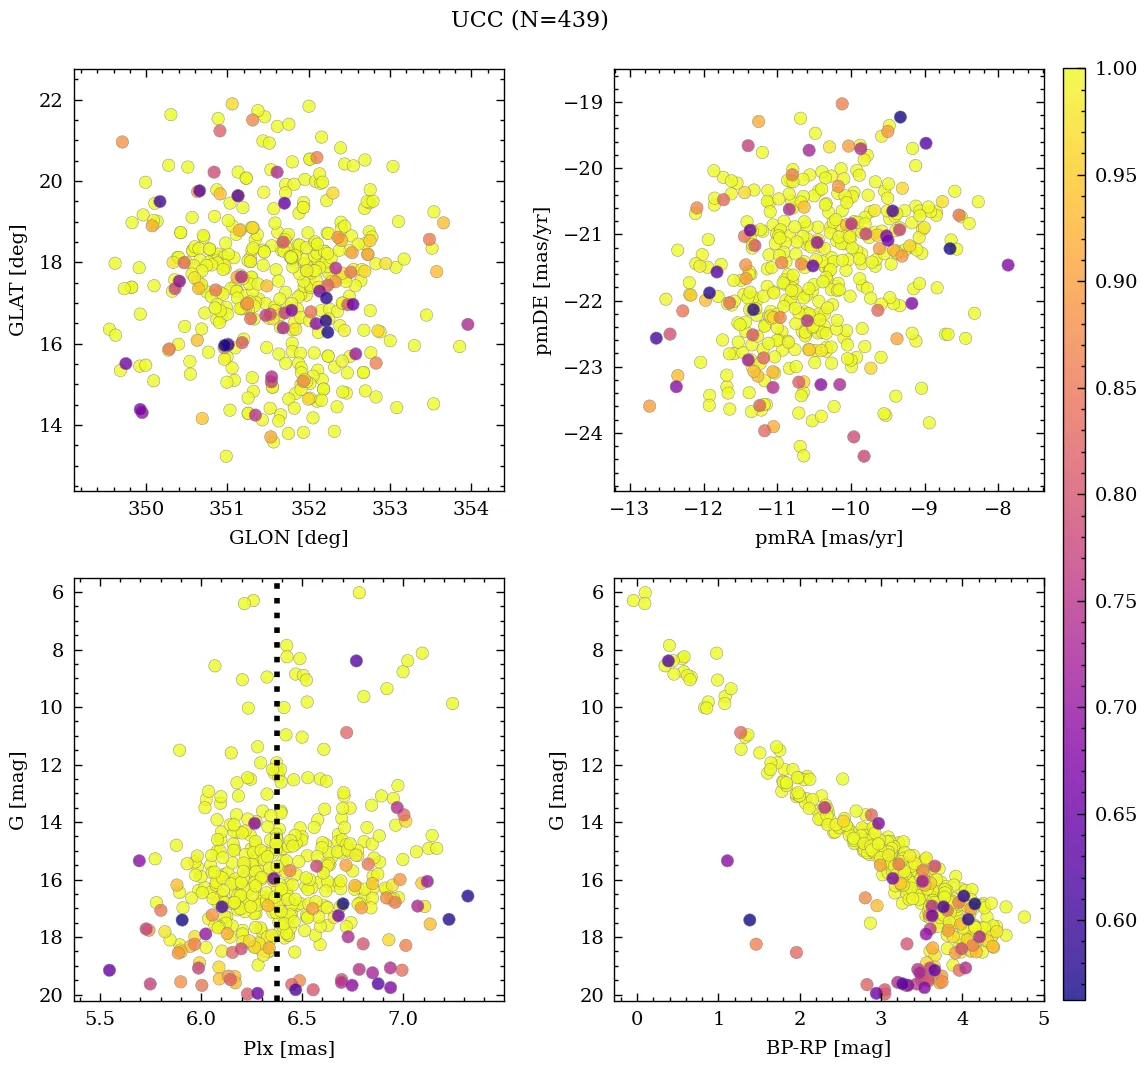 UCC (N=439)
22
20
18
16
14
GLAT [deg]
350 351 352 353 354
GLON [deg]
−19
−20
−21
−22
−23
−24
pmDE [mas/yr]
−13 −12 −11 −10 −9 −8
pmRA [mas/yr]
1.00
0.95
0.90
0.85
0.80
0.75
0.70
0.65
0.60
6
8
10
12
14
16
18
20
G [mag]
5.5 6.0 6.5 7.0
Plx [mas]
6
8
10
12
14
16
18
20
G [mag]
0 1 2 3 4 5
BP-RP [mag]